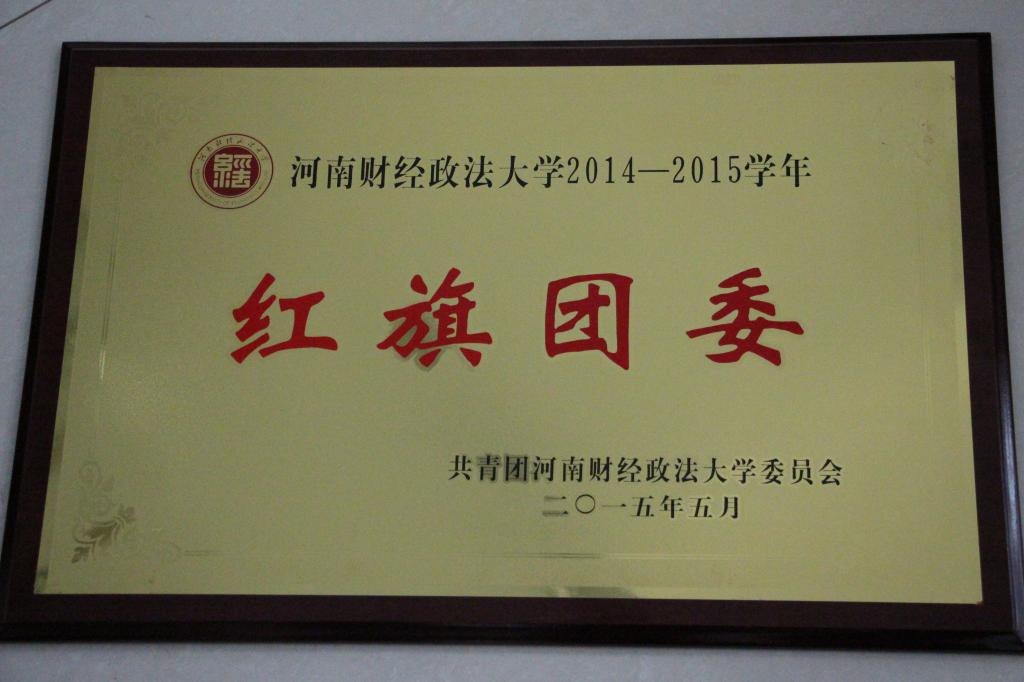 河南财经政法大学2014—2015学年
红旗团委
共青团河南财经政法大学委员会
二〇一五年五月